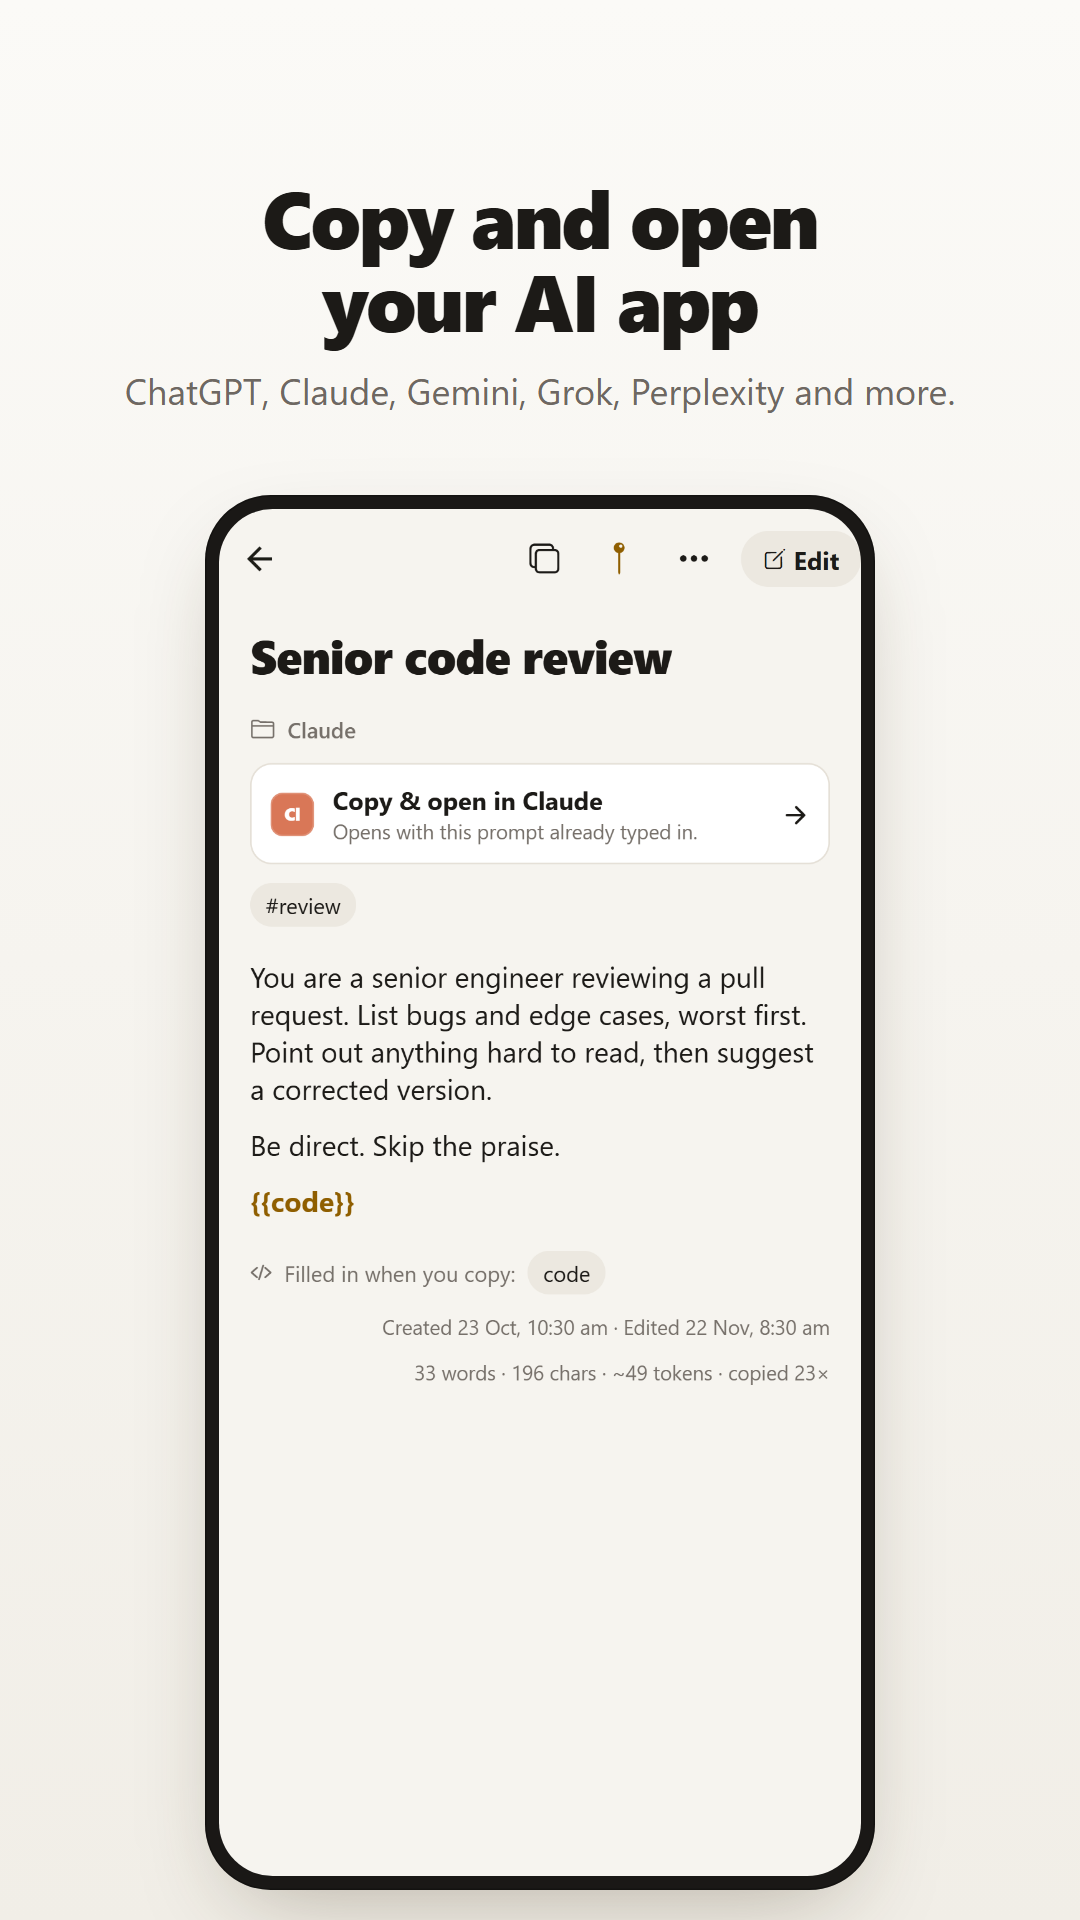 Copy and open
your AI app
ChatGPT, Claude, Gemini, Grok, Perplexity and more.
Edit
Senior code review
Claude
Cl
Copy & open in Claude
Opens with this prompt already typed in.
#review
You are a senior engineer reviewing a pull
request. List bugs and edge cases, worst first.
Point out anything hard to read, then suggest
a corrected version.
Be direct. Skip the praise.
{{code}}
</> Filled in when you copy: code
Created 23 Oct, 10:30 am · Edited 22 Nov, 8:30 am
33 words · 196 chars · ~49 tokens · copied 23×